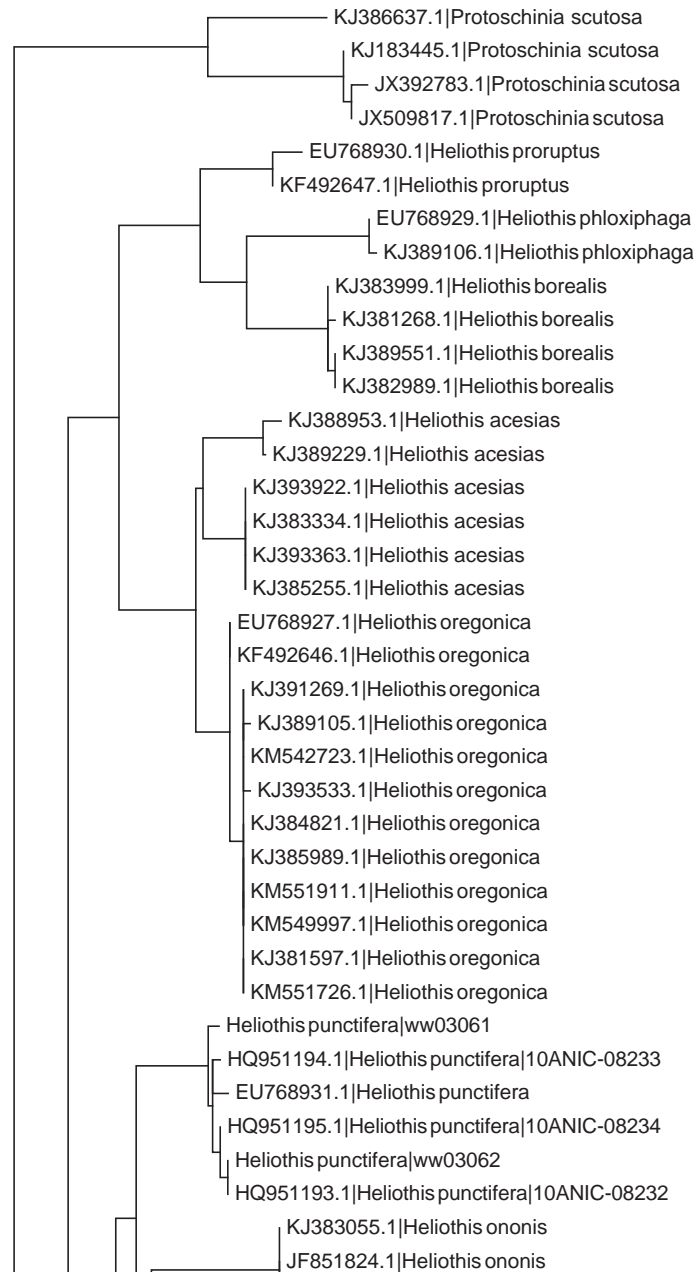 KJ386637.1|Protoschinia scutosa
KJ183445.1|Protoschinia scutosa
JX392783.1|Protoschinia scutosa
JX509817.1|Protoschinia scutosa
EU768930.1|Heliothis proruptus
KF492647.1|Heliothis proruptus
EU768929.1|Heliothis phloxiphaga
KJ389106.1|Heliothis phloxiphaga
KJ383999.1|Heliothis borealis
KJ381268.1|Heliothis borealis
KJ389551.1|Heliothis borealis
KJ382989.1|Heliothis borealis
KJ388953.1|Heliothis acesias
KJ389229.1|Heliothis acesias
KJ393922.1|Heliothis acesias
KJ383334.1|Heliothis acesias
KJ393363.1|Heliothis acesias
KJ385255.1|Heliothis acesias
EU768927.1|Heliothis oregonica
KF492646.1|Heliothis oregonica
KJ391269.1|Heliothis oregonica
KJ389105.1|Heliothis oregonica
KM542723.1|Heliothis oregonica
KJ393533.1|Heliothis oregonica
KJ384821.1|Heliothis oregonica
KJ385989.1|Heliothis oregonica
KM551911.1|Heliothis oregonica
KM549997.1|Heliothis oregonica
KJ381597.1|Heliothis oregonica
KM551726.1|Heliothis oregonica
Heliothis punctifera|ww03061
HQ951194.1|Heliothis punctifera|10ANIC-08233
EU768931.1|Heliothis punctifera
HQ951195.1|Heliothis punctifera|10ANIC-08234
Heliothis punctifera|ww03062
HQ951193.1|Heliothis punctifera|10ANIC-08232
KJ383055.1|Heliothis ononis
JF851824.1|Heliothis ononis